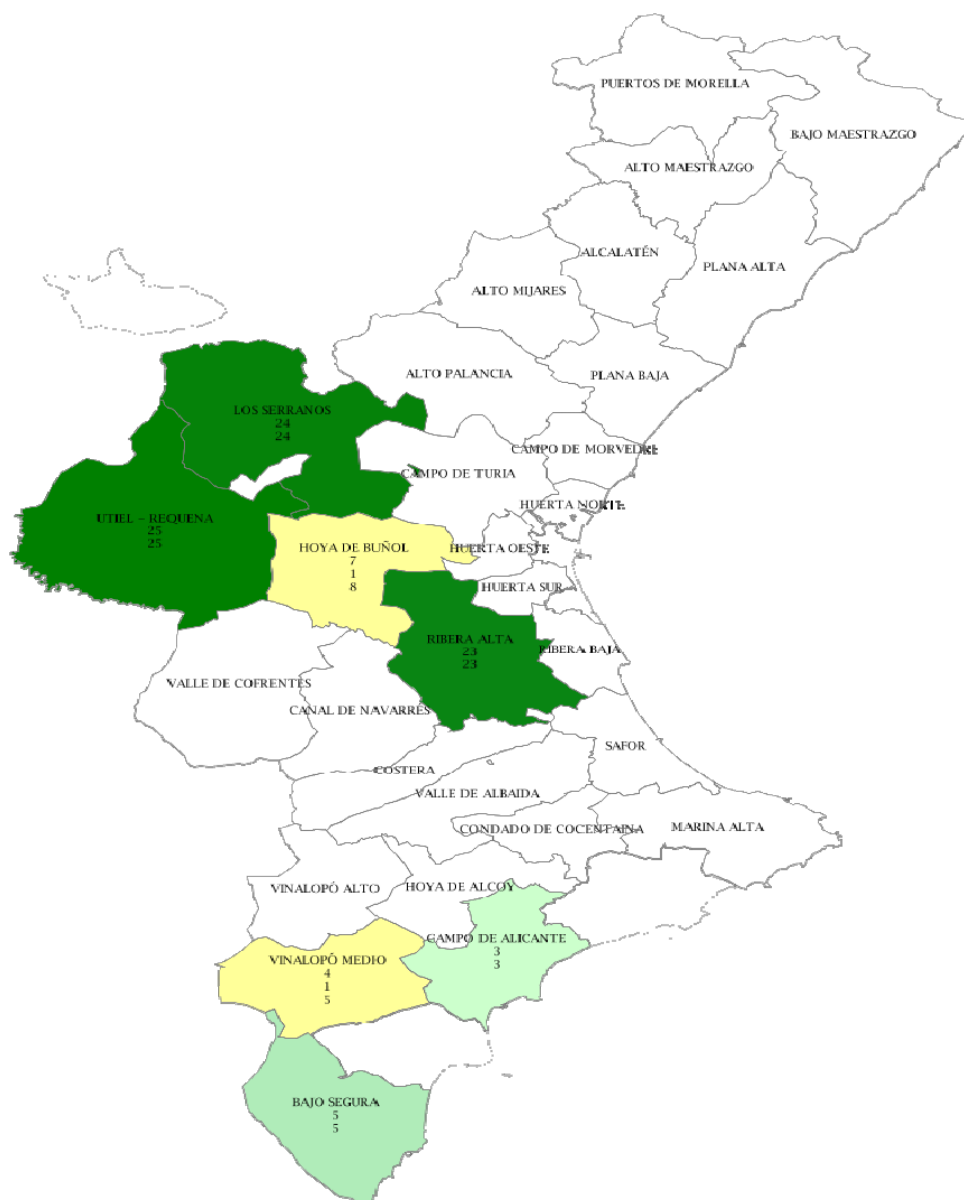 PUERTOS DE MORELLA
BAJO MAESTRAZGO
ALTO MAESTRAZGO
ALCALATÉN
PLANA ALTA
ALTO MIJARES
ALTO PALANCIA
PLANA BAJA
LOS SERRANOS
24
24
CAMPO DE MORVEDRE
CAMPO DE TURIA
HUERTA NORTE
UTIEL - REQUENA
25
25
HOYA DE BUÑOL
7
1
8
HUERTA OESTE
HUERTA SUR
RIBERA ALTA
23
23
RIBERA BAJA
VALLE DE COFRENTES
CANAL DE NAVARRÉS
SAFOR
COSTERA
VALLE DE ALBAIDA
CONDADO DE COCENTAINA
MARINA ALTA
VINALOPÓ ALTO
HOYA DE ALCOY
CAMPO DE ALICANTE
3
3
VINALOPÓ MEDIO
4
1
5
BAJO SEGURA
5
5